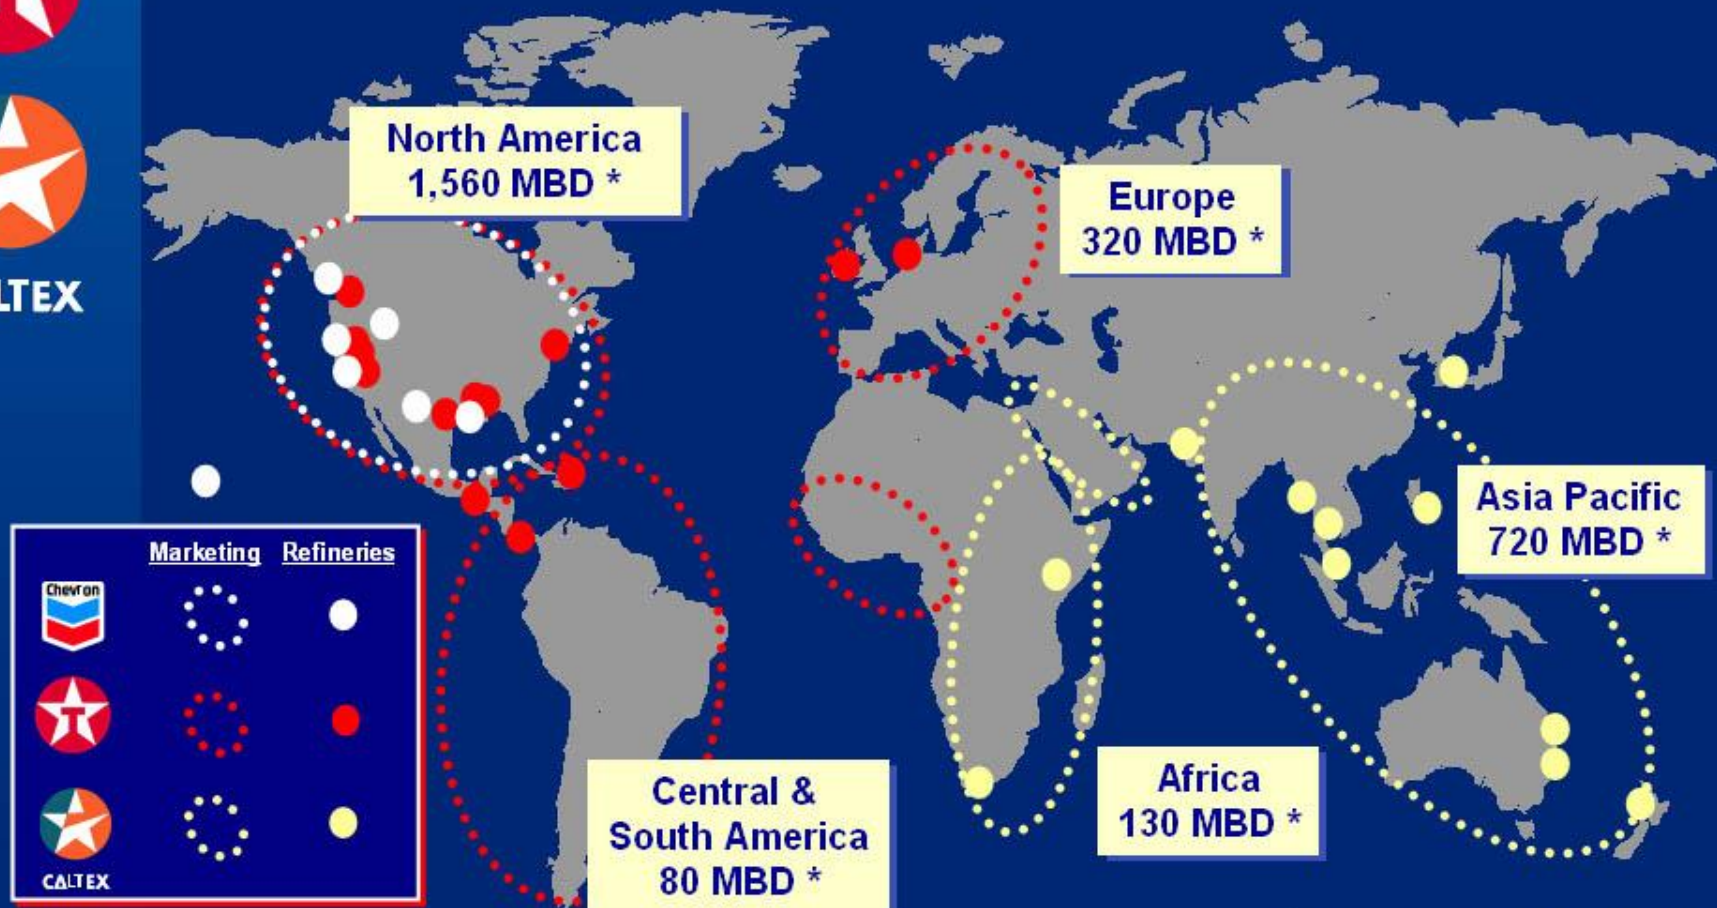 LTEX
North America
1,560 MBD *
Europe
320 MBD *
Asia Pacific
720 MBD *
Marketing Refineries
Chevron
T
CALTEX
Central &
South America
80 MBD *
Africa
130 MBD *